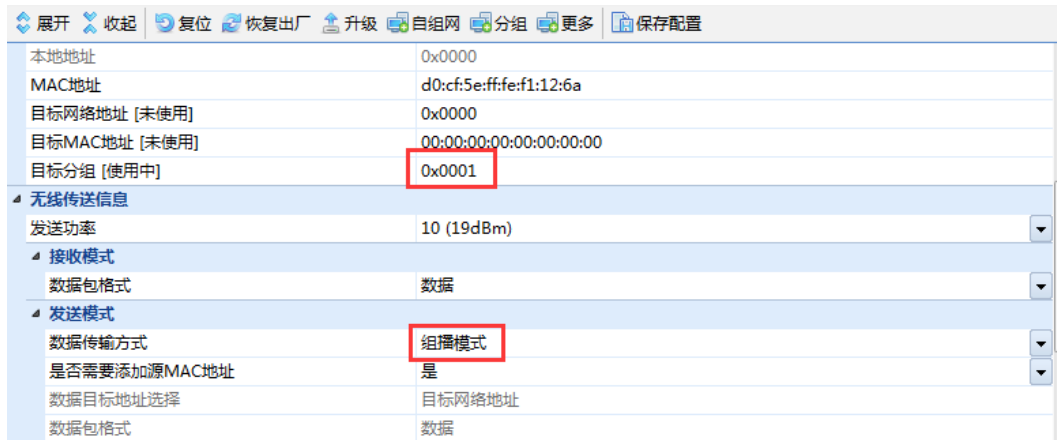 展开 收起 复位 恢复出厂 升级 自组网 分组 更多 保存配置
本地地址 0x0000
MAC地址 d0:cf:5e:ff:fe:f1:12:6a
目标网络地址 [未使用] 0x0000
目标MAC地址 [未使用] 00:00:00:00:00:00:00:00
目标分组 [使用中] 0x0001
无线传送信息
发送功率 10 (19dBm)
接收模式
数据包格式 数据
发送模式
数据传输方式 组播模式
是否需要添加源MAC地址 是
数据目标地址选择 目标网络地址
数据包格式 数据